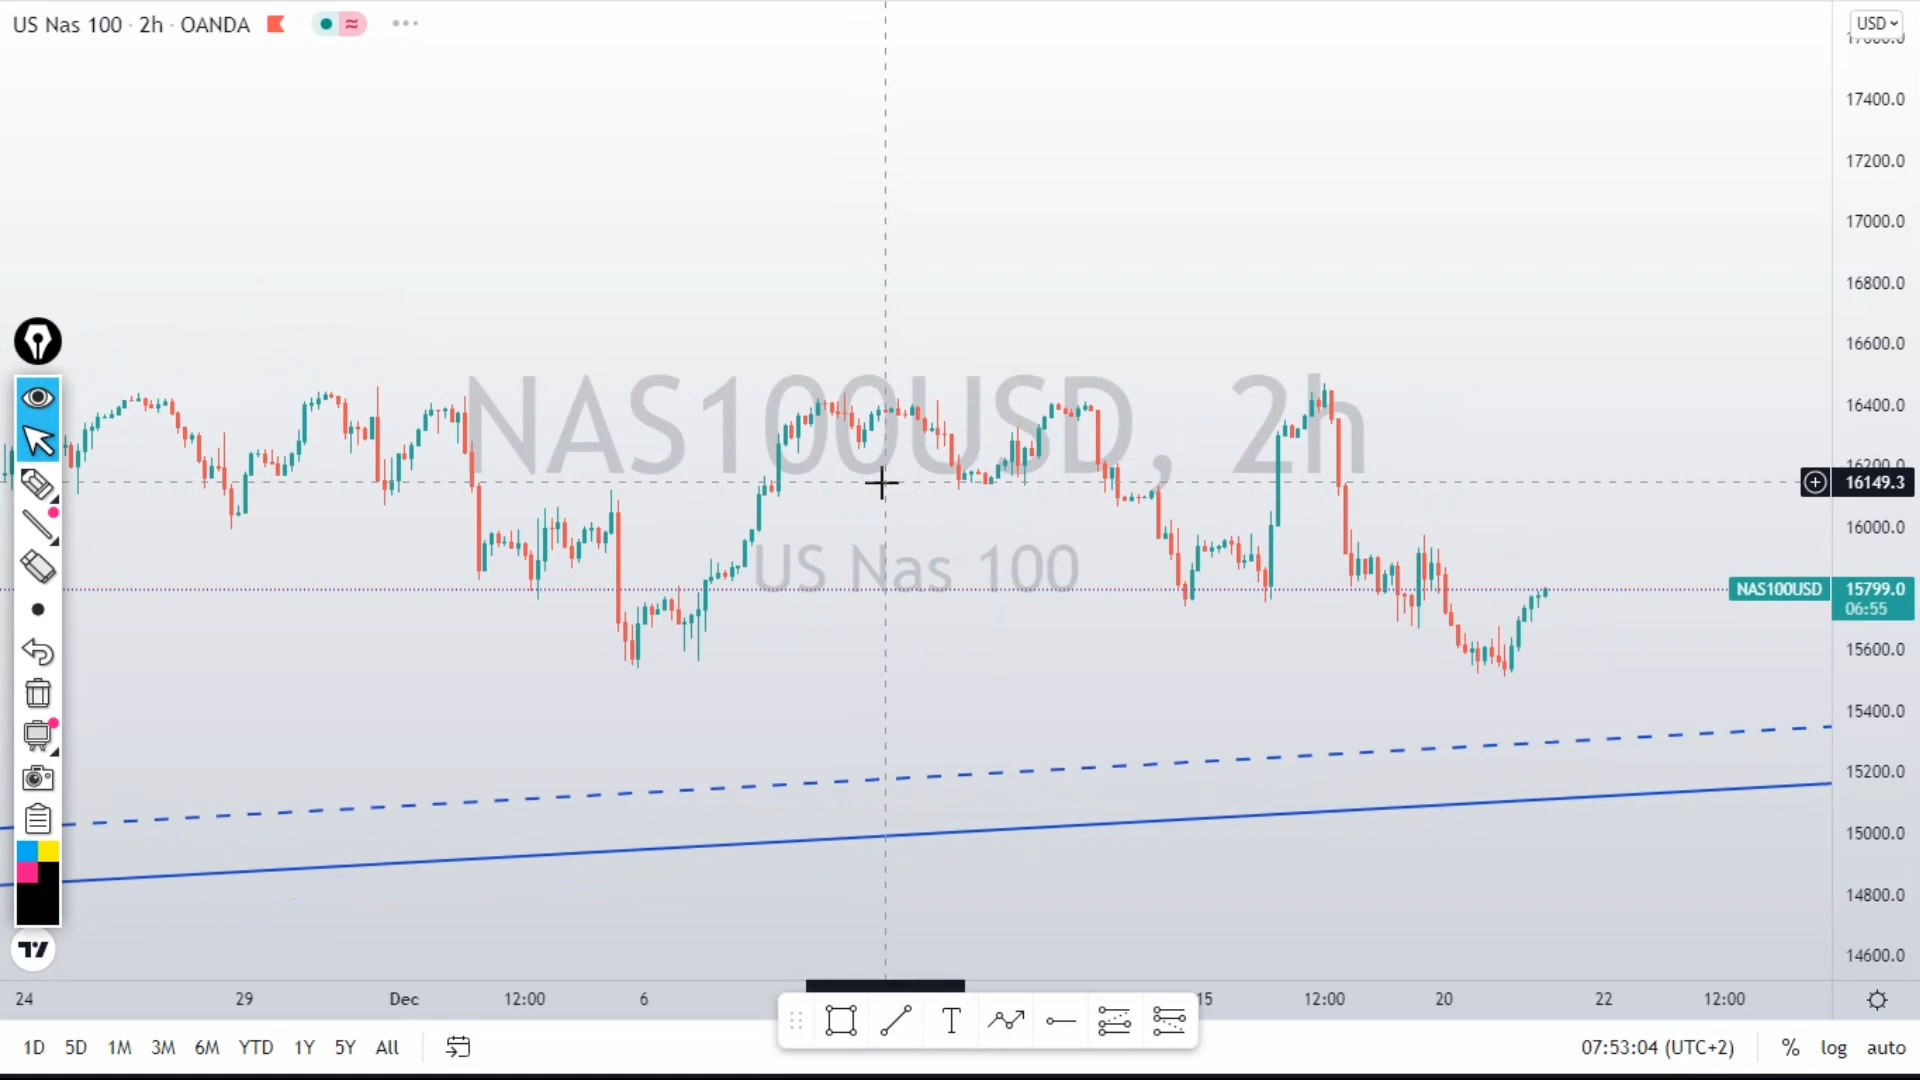 US Nas 100 · 2h · OANDA
USD
17400.0
17200.0
17000.0
16800.0
16600.0
16400.0
16149.3
16000.0
NAS100USD 15799.0
06:55
15600.0
15400.0
15200.0
15000.0
14800.0
14600.0
NAS100USD, 2h
US Nas 100
24 29 Dec 12:00 6 15 12:00 20 22 12:00
1D 5D 1M 3M 6M YTD 1Y 5Y All
07:53:04 (UTC+2) % log auto